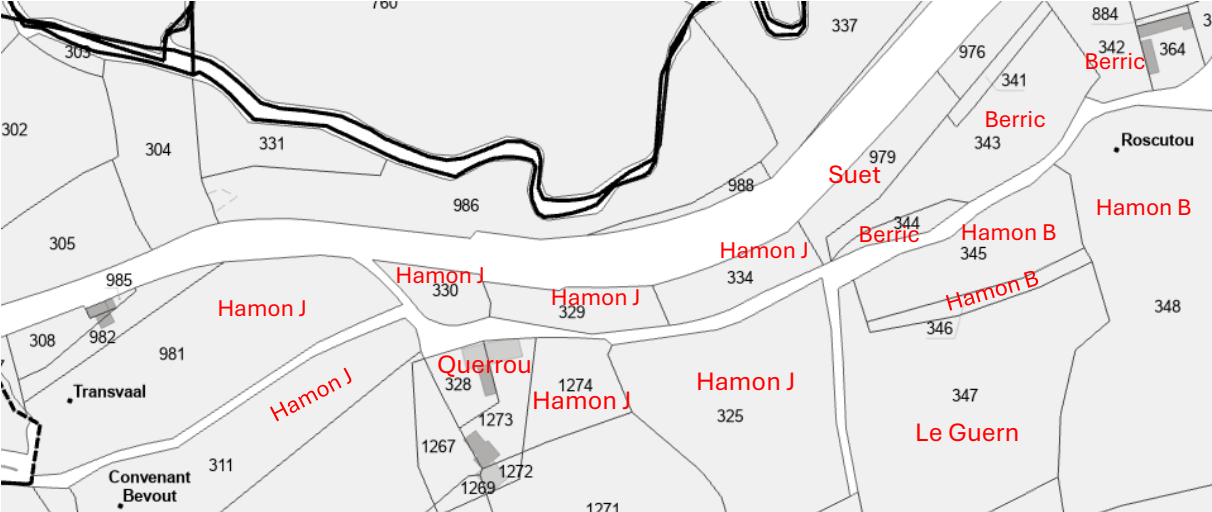 760
337
884
3
303
342
364
976
Berric
341
302
Berric
343
304
331
Roscutou
979
Suet
988
986
Hamon B
344
Berric
Hamon B
345
305
Hamon J
334
985
Hamon J
330
Hamon J
329
Hamon B
346
348
Hamon J
308
982
981
Querrou
328
1274
Hamon J
Hamon J
325
Hamon J
Transvaal
347
Le Guern
1273
1267
311
1272
1269
Convenant
Bevout
1271